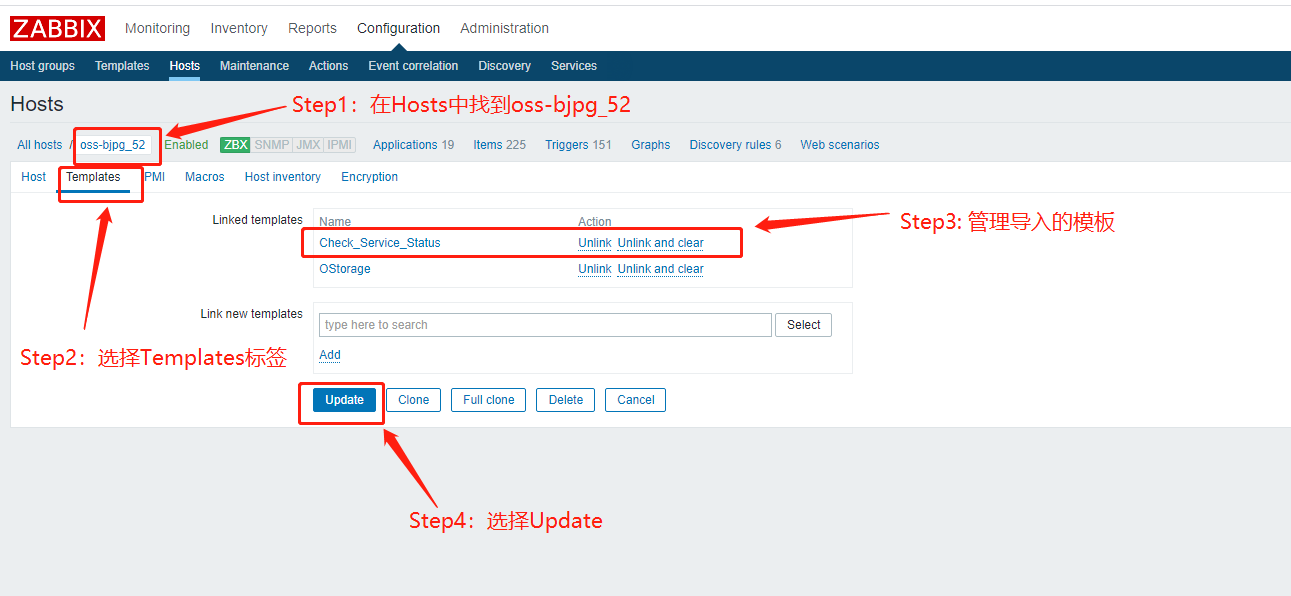 ZABBIX Monitoring Inventory Reports Configuration Administration
Host groups Templates Hosts Maintenance Actions Event correlation Discovery Services
Hosts
Step1：在Hosts中找到oss-bjpg_52
All hosts / oss-bjpg_52 Enabled ZBX SNMP JMX IPMI Applications 19 Items 225 Triggers 151 Graphs Discovery rules 6 Web scenarios
Host Templates PMI Macros Host inventory Encryption
Linked templates
Name Action
Step3: 管理导入的模板
Check_Service_Status Unlink Unlink and clear
OStorage Unlink Unlink and clear
Link new templates
type here to search Select
Add
Step2：选择Templates标签
Update Clone Full clone Delete Cancel
Step4：选择Update